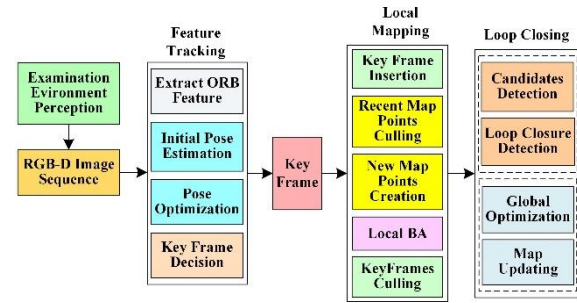 Examination
Evironment
Perception
RGB-D Image
Sequence
Feature
Tracking
Extract ORB
Feature
Initial Pose
Estimation
Pose
Optimization
Key Frame
Decision
Key
Frame
Local
Mapping
Key Frame
Insertion
Recent Map
Points
Culling
New Map
Points
Creation
Local BA
KeyFrames
Culling
Loop Closing
Candidates
Detection
Loop Closure
Detection
Global
Optimization
Map
Updating